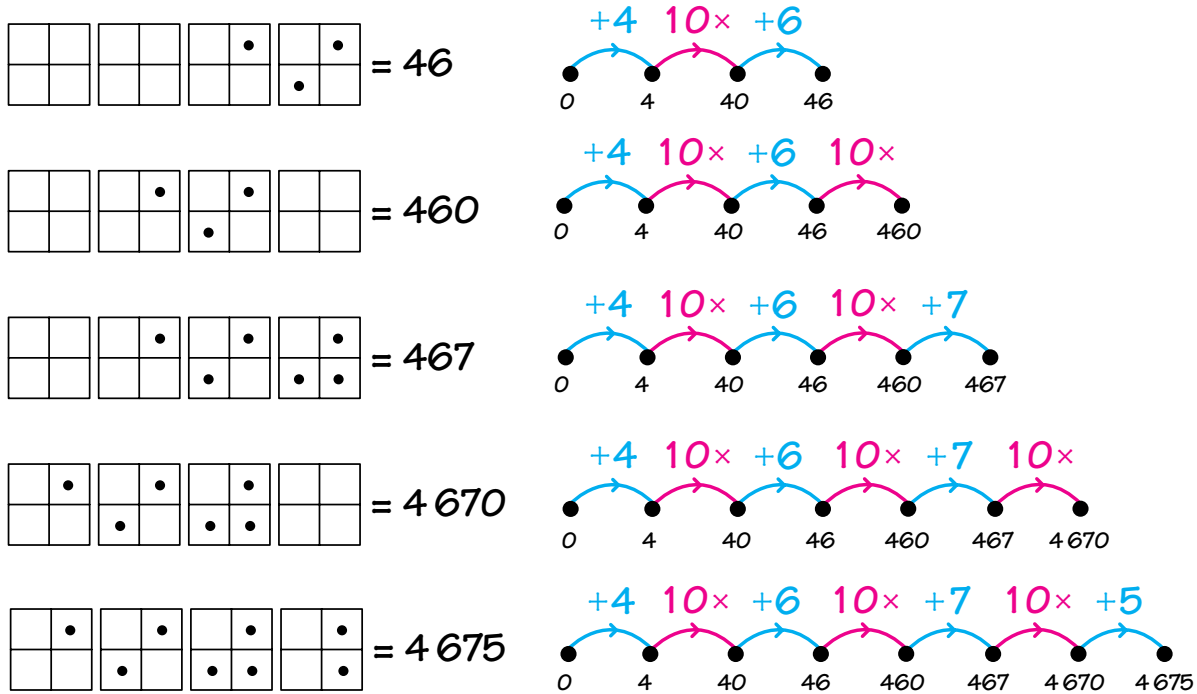 = 46
+4 10× +6
0 4 40 46
= 460
+4 10× +6 10×
0 4 40 46 460
= 467
+4 10× +6 10× +7
0 4 40 46 460 467
= 4 670
+4 10× +6 10× +7 10×
0 4 40 46 460 467 4 670
= 4 675
+4 10× +6 10× +7 10× +5
0 4 40 46 460 467 4 670 4 675